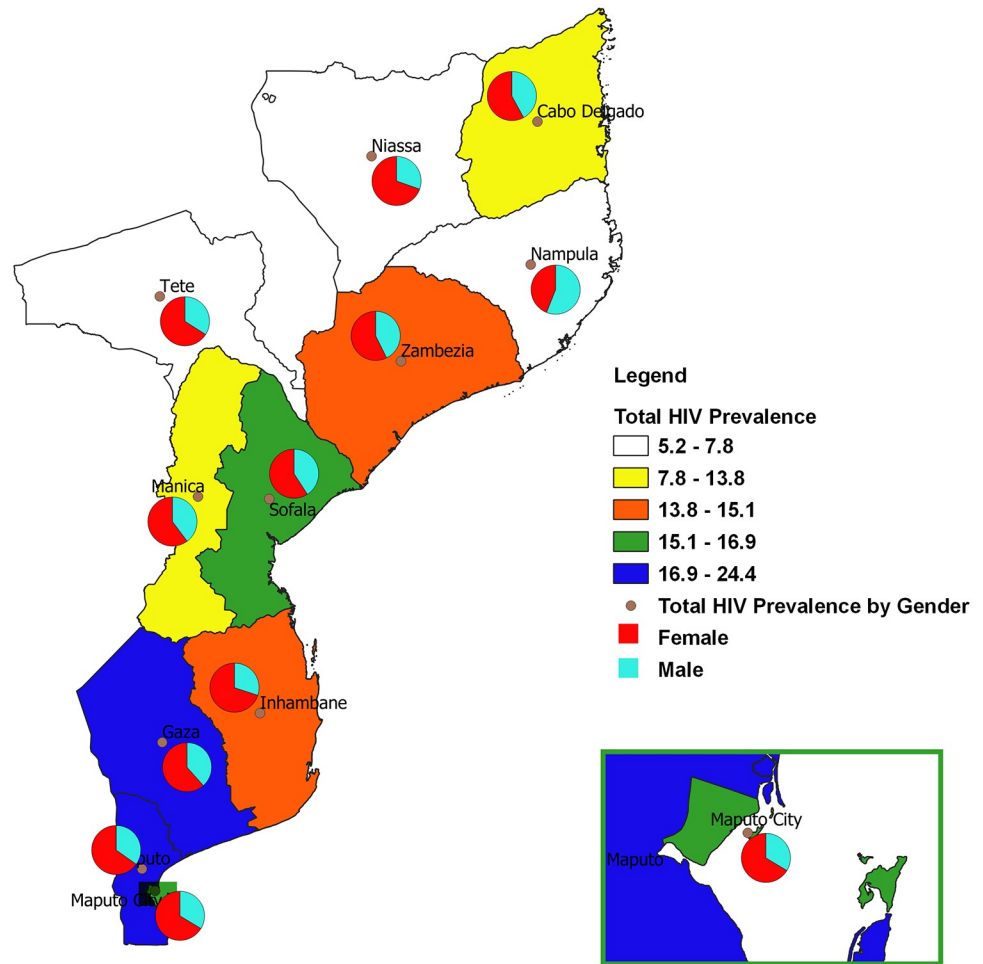 Cabo Delgado
Niassa
Nampula
Tete
Zambezia
Manica
Sofala
Inhambane
Gaza
Maputo City
Legend
Total HIV Prevalence
5.2 - 7.8
7.8 - 13.8
13.8 - 15.1
15.1 - 16.9
16.9 - 24.4
Total HIV Prevalence by Gender
Female
Male
Maputo City
Maputo